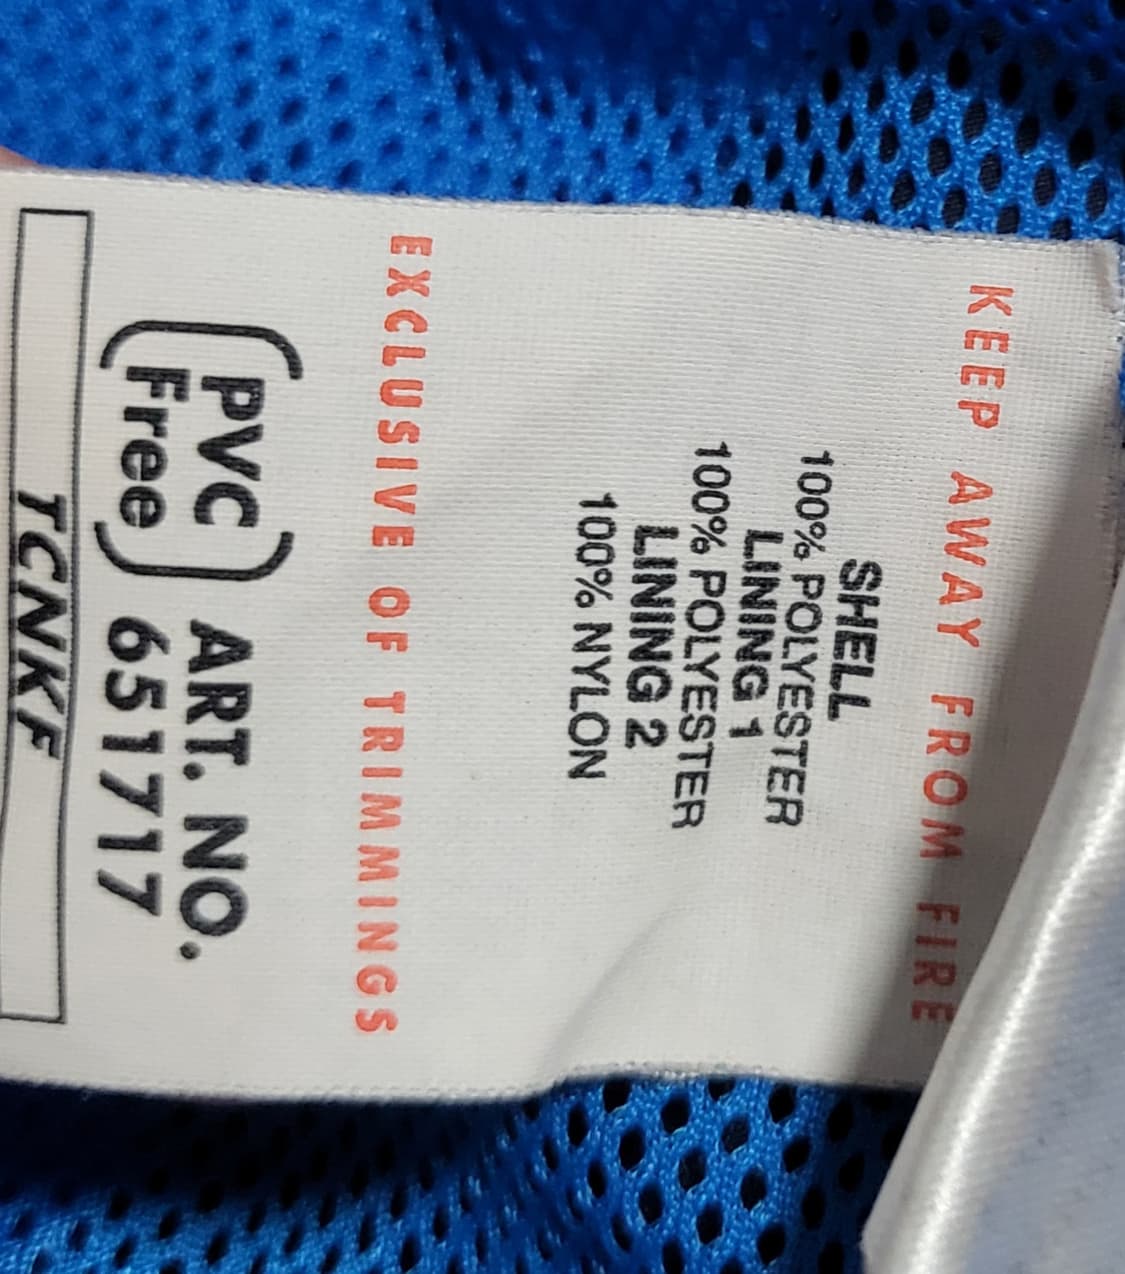 KEEP AWAY FROM FIRE
SHELL
100% POLYESTER
LINING 1
100% POLYESTER
LINING 2
100% NYLON
EXCLUSIVE OF TRIMMINGS
PVC ART. NO.
Free 651717
TCNKF